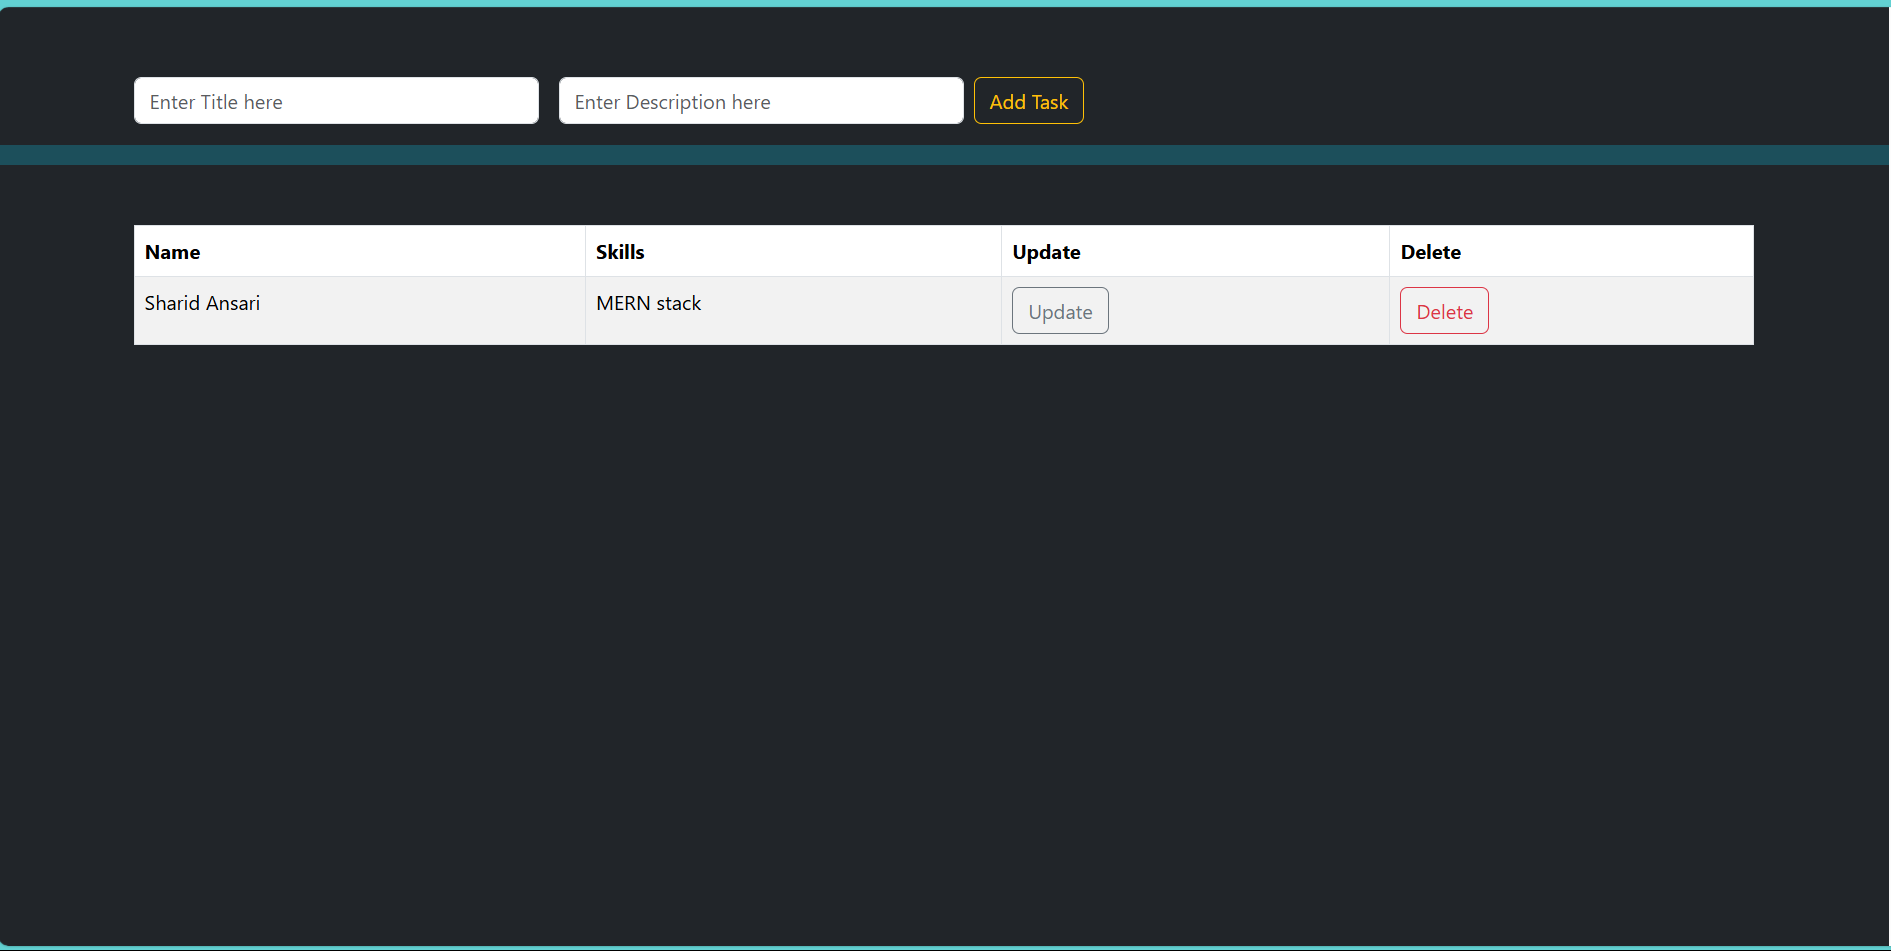 Enter Title here Enter Description here Add Task
Name Skills Update Delete
Sharid Ansari MERN stack Update Delete